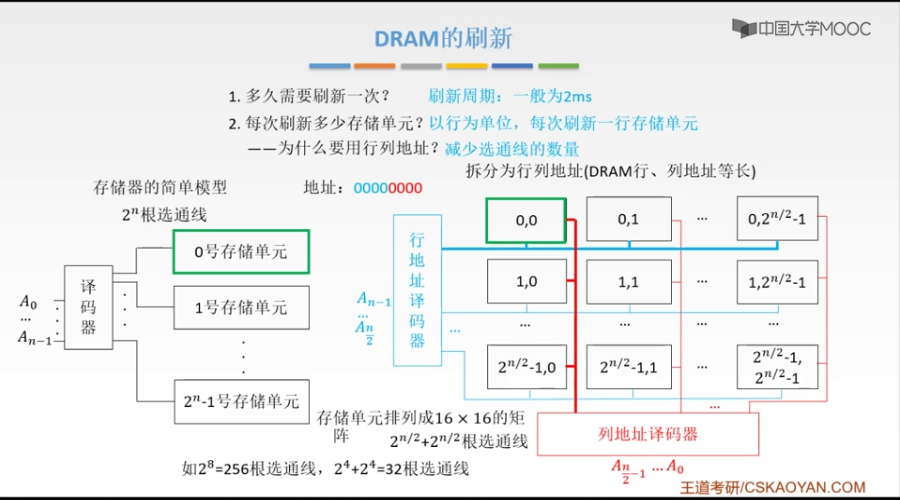 中国大学MOOC
DRAM的刷新
1. 多久需要刷新一次？ 刷新周期：一般为2ms
2. 每次刷新多少存储单元？以行为单位，每次刷新一行存储单元
——为什么要用行列地址？减少选通线的数量
拆分为行列地址(DRAM行、列地址等长)
存储器的简单模型
地址：00000000
2ⁿ根选通线
译码器
A₀
...
Aₙ₋₁
0号存储单元
1号存储单元
2ⁿ-1号存储单元
行地址译码器
Aₙ₋₁
...
A_{n/2}
0,0
0,1
...
0,2^{n/2}-1
1,0
1,1
...
1,2^{n/2}-1
...
...
...
...
2^{n/2}-1,0
2^{n/2}-1,1
...
2^{n/2}-1,
2^{n/2}-1
...
列地址译码器
A_{n/2-1} ...A₀
存储单元排列成16 × 16的矩
阵
2^{n/2}+2^{n/2}根选通线
如2⁸=256根选通线，2⁴+2⁴=32根选通线
王道考研/CSKAOYAN.COM